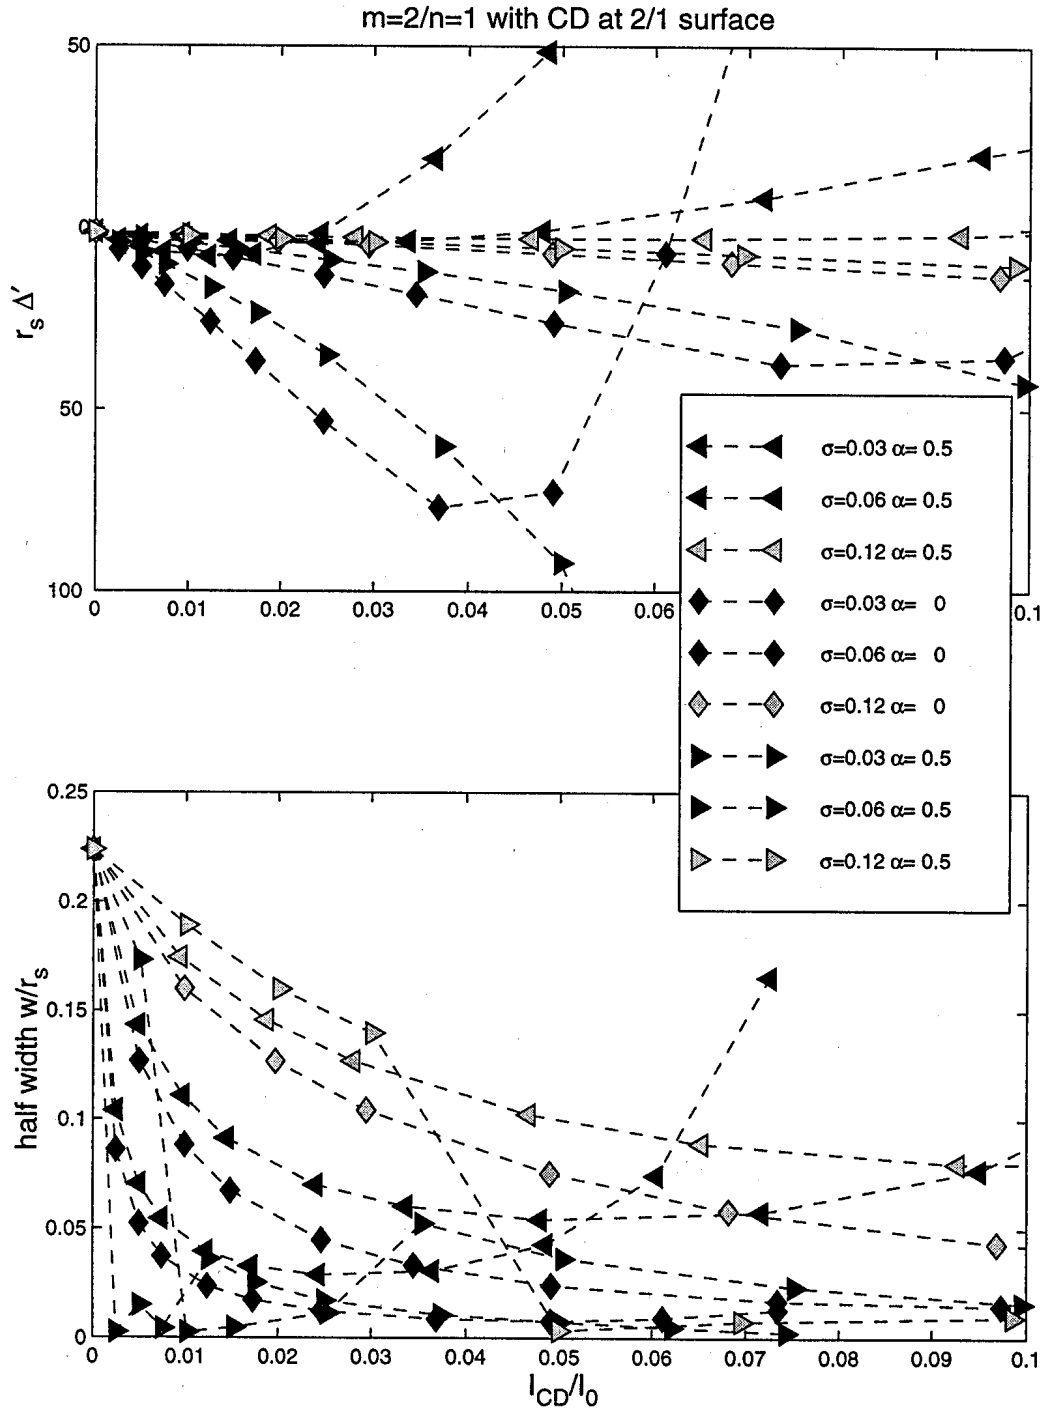 m=2/n=1 with CD at 2/1 surface
50
0
50
100
r_s Δ′
0 0.01 0.02 0.03 0.04 0.05 0.06 0.1
σ=0.03 α= 0.5
σ=0.06 α= 0.5
σ=0.12 α= 0.5
σ=0.03 α= 0
σ=0.06 α= 0
σ=0.12 α= 0
σ=0.03 α= 0.5
σ=0.06 α= 0.5
σ=0.12 α= 0.5
0.25
0.2
0.15
0.1
0.05
0
half width w/r_s
0 0.01 0.02 0.03 0.04 0.05 0.06 0.07 0.08 0.09 0.1
I_CD/I_0